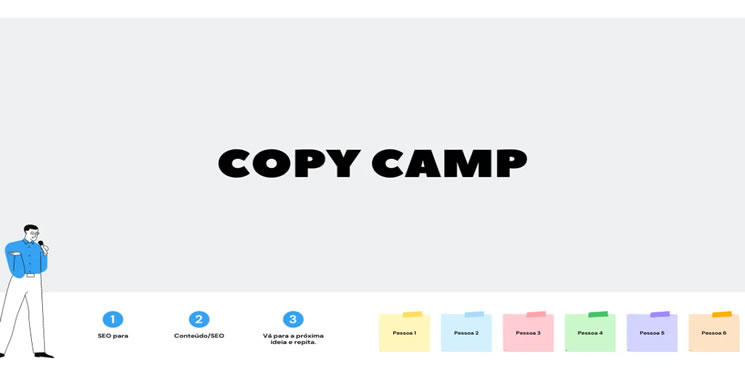 COPY CAMP
1
2
3
SEO para
Conteúdo/SEO
Vá para a próxima
ideia e repita.
Pessoa 1
Pessoa 2
Pessoa 3
Pessoa 4
Pessoa 5
Pessoa 6